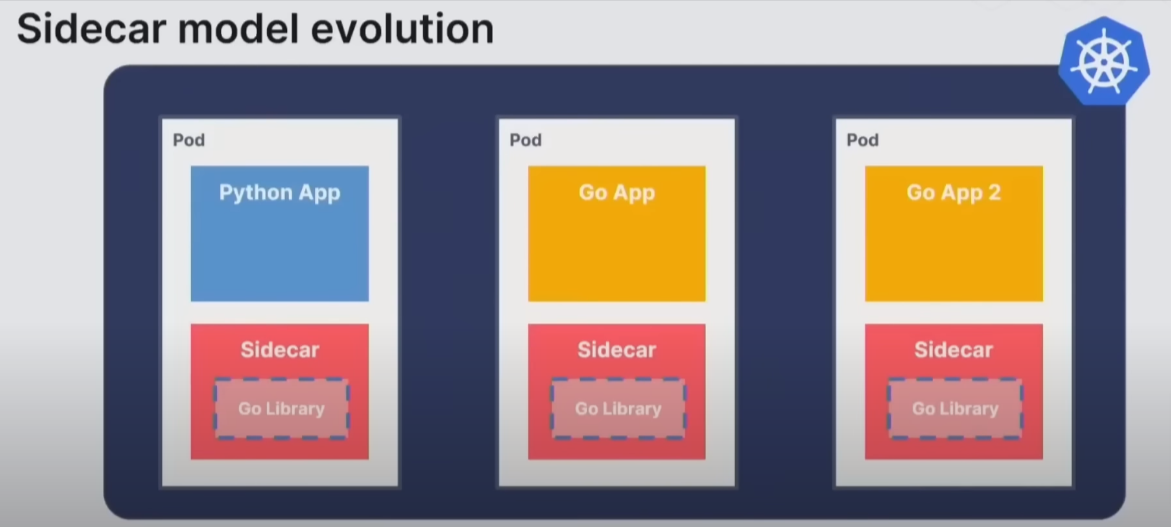 Sidecar model evolution
Pod
Python App
Sidecar
Go Library
Pod
Go App
Sidecar
Go Library
Pod
Go App 2
Sidecar
Go Library